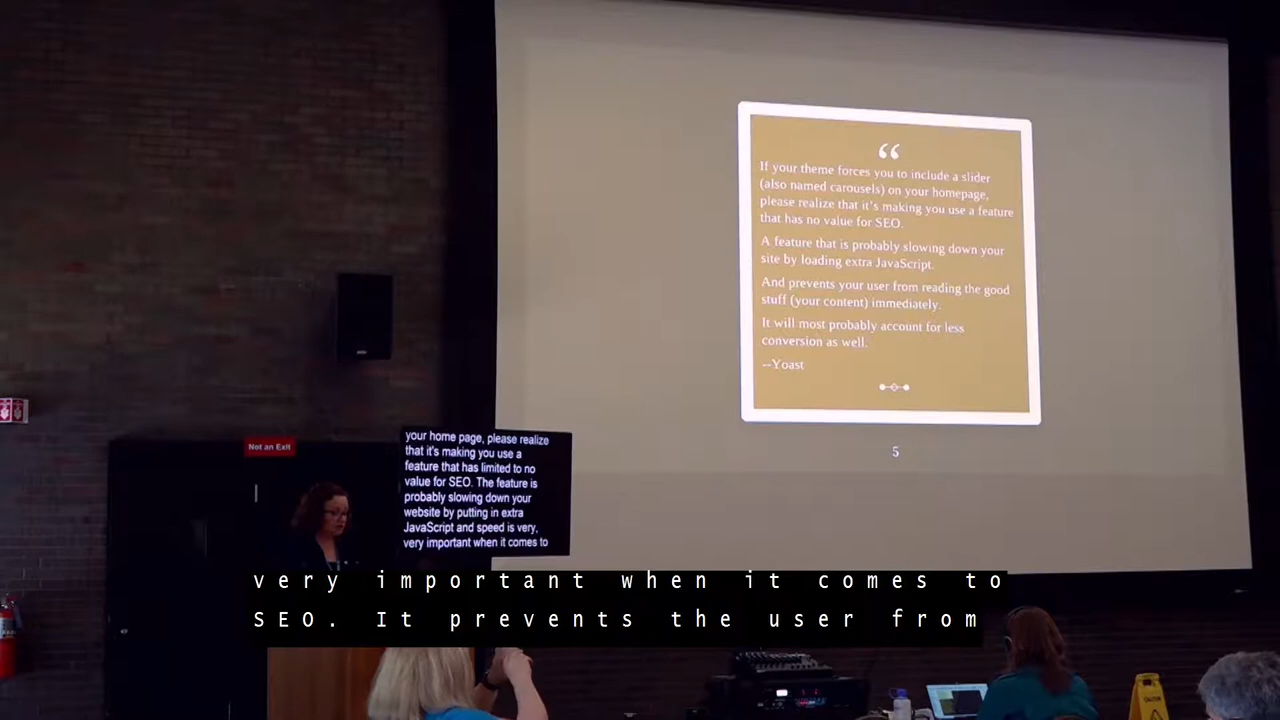 “
If your theme forces you to include a slider
(also named carousels) on your homepage,
please realize that it's making you use a feature
that has no value for SEO.
A feature that is probably slowing down your
site by loading extra JavaScript.
And prevents your user from reading the good
stuff (your content) immediately.
It will most probably account for less
conversion as well.
--Yoast
5
Not an Exit
your home page, please realize
that it's making you use a
feature that has limited to no
value for SEO. The feature is
probably slowing down your
website by putting in extra
JavaScript and speed is very,
very important when it comes to
very important when it comes to
SEO. It prevents the user from
CAUTION